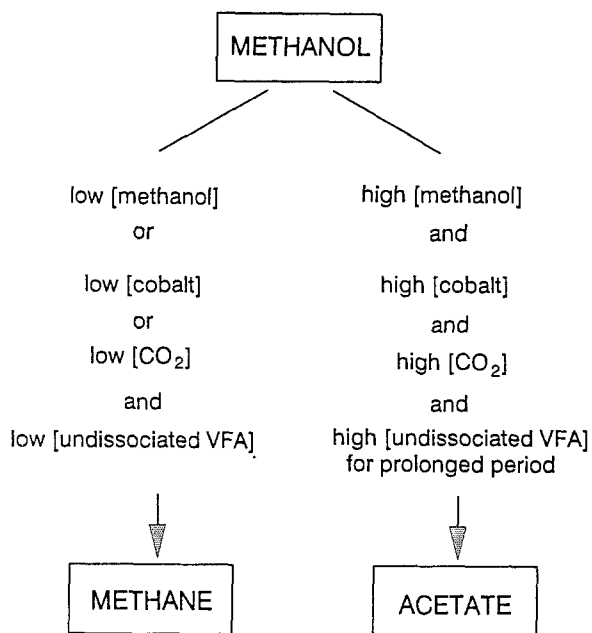 METHANOL
low [methanol]
or
low [cobalt]
or
low [CO₂]
and
low [undissociated VFA]
METHANE
high [methanol]
and
high [cobalt]
and
high [CO₂]
and
high [undissociated VFA]
for prolonged period
ACETATE